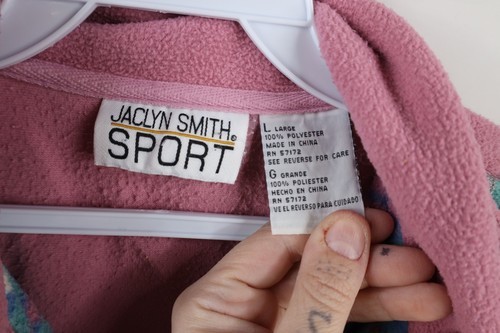 JACLYN SMITH®
SPORT
L LARGE
100% POLYESTER
MADE IN CHINA
RN 57172
SEE REVERSE FOR CARE
G GRANDE
100% POLIESTER
HECHO EN CHINA
RN 57172
VE EL REVERSO PARA CUIDADO